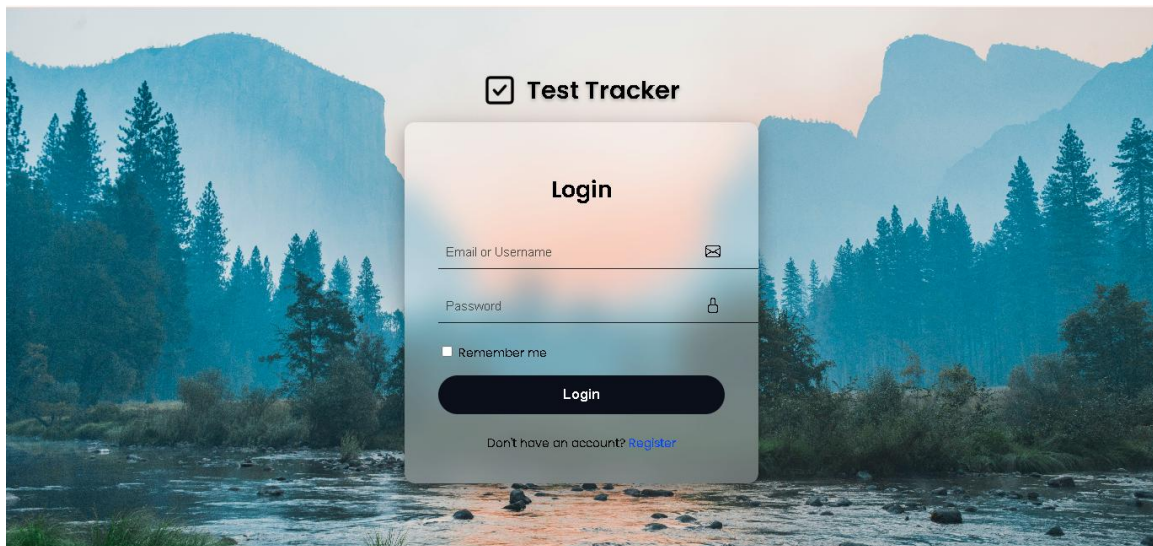 Test Tracker
Login
Email or Username
Password
Remember me
Login
Don't have an account? Register